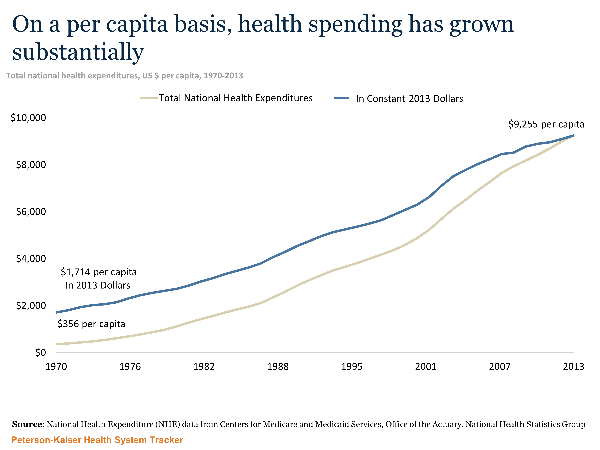 On a per capita basis, health spending has grown
substantially
Total national health expenditures, US $ per capita, 1970-2013
Total National Health Expenditures
In Constant 2013 Dollars
$10,000
$9,255 per capita
$8,000
$6,000
$4,000
$1,714 per capita
In 2013 Dollars
$2,000
$356 per capita
$0
1970 1976 1982 1988 1995 2001 2007 2013
Source: National Health Expenditure (NHE) data from Centers for Medicare and Medicaid Services, Office of the Actuary, National Health Statistics Group
Peterson-Kaiser Health System Tracker